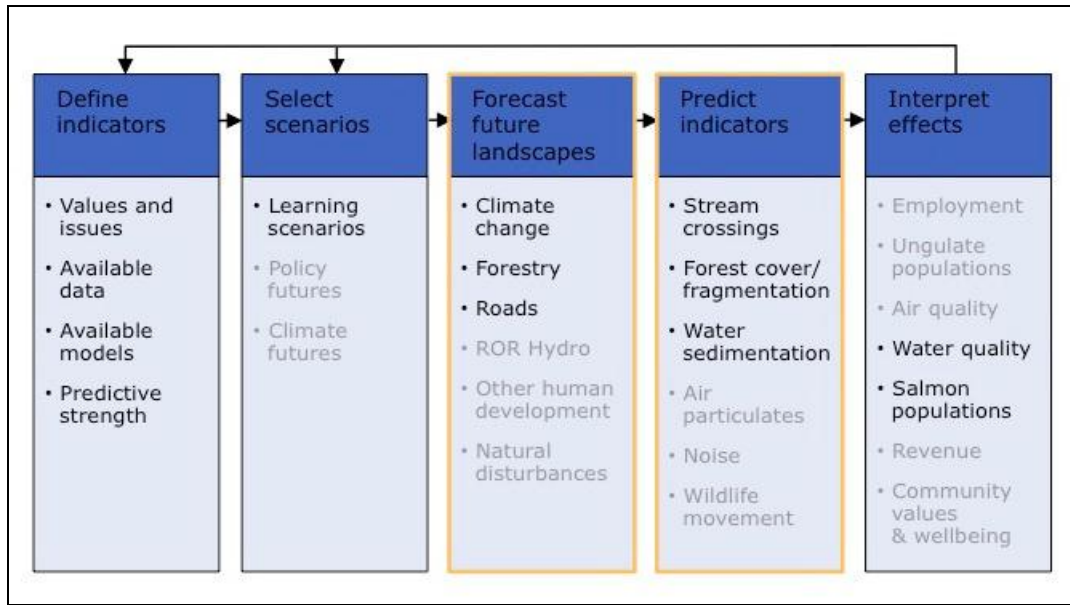 Define
indicators
• Values and
issues
• Available
data
• Available
models
• Predictive
strength
Select
scenarios
• Learning
scenarios
• Policy
futures
• Climate
futures
Forecast
future
landscapes
• Climate
change
• Forestry
• Roads
• ROR Hydro
• Other human
development
• Natural
disturbances
Predict
indicators
• Stream
crossings
• Forest cover/
fragmentation
• Water
sedimentation
• Air
particulates
• Noise
• Wildlife
movement
Interpret
effects
• Employment
• Ungulate
populations
• Air quality
• Water quality
• Salmon
populations
• Revenue
• Community
values
& wellbeing